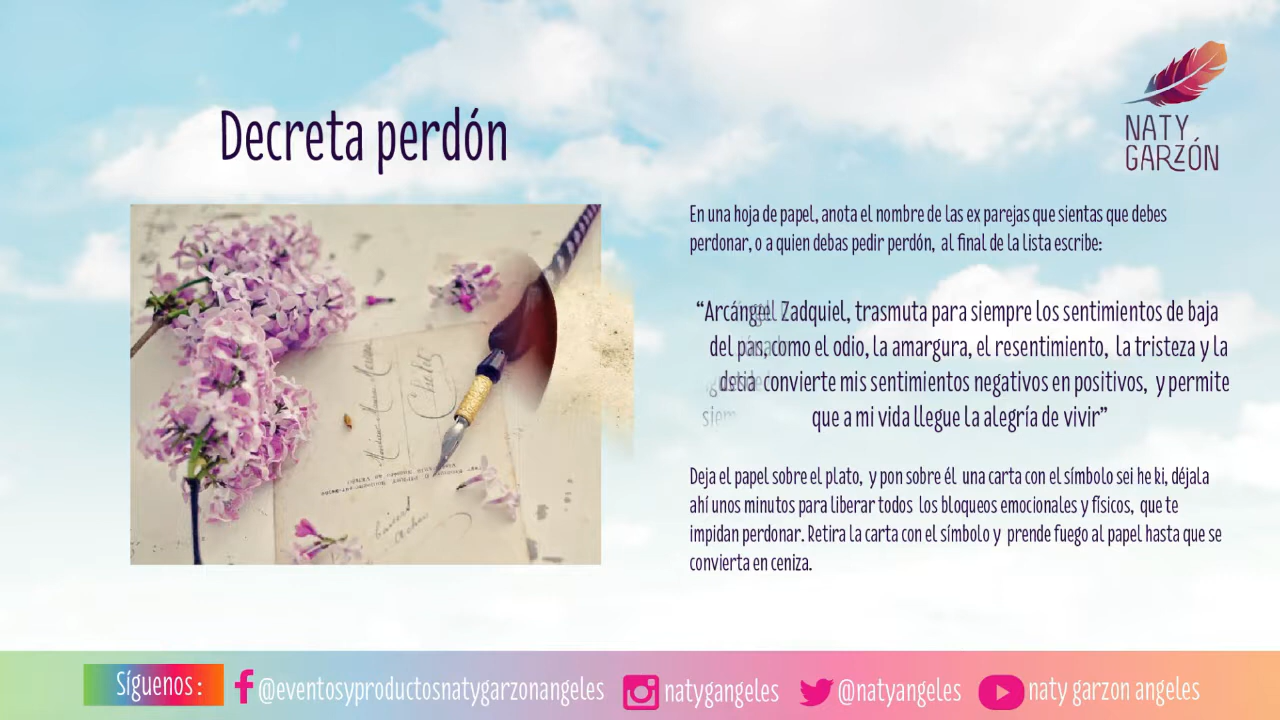 Decreta perdón
NATY
GARZÓN
En una hoja de papel, anota el nombre de las ex parejas que sientas que debes
perdonar, o a quien debas pedir perdón, al final de la lista escribe:
“Arcángel Zadquiel, trasmuta para siempre los sentimientos de baja
del como el odio, la amargura, el resentimiento, la tristeza y la
convierte mis sentimientos negativos en positivos, y permite
que a mi vida llegue la alegría de vivir”
Deja el papel sobre el plato, y pon sobre él una carta con el símbolo sei he ki, déjala
ahí unos minutos para liberar todos los bloqueos emocionales y físicos, que te
impidan perdonar. Retira la carta con el símbolo y prende fuego al papel hasta que se
convierta en ceniza.
Síguenos: @eventosyproductosnatygarzonangeles natygangeles @natyangeles naty garzon angeles